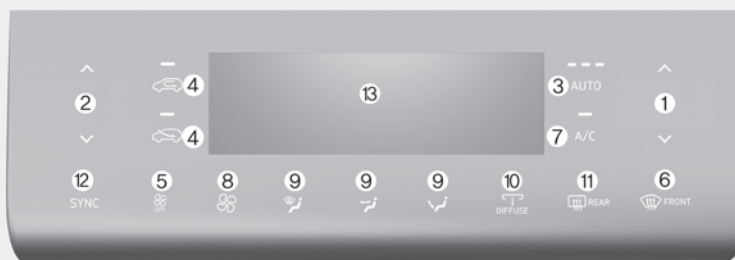 2 4 13 3 AUTO 1
4 7 A/C
12 5 8 9 9 9 10 11 6
SYNC OFF DIFFUSE REAR FRONT